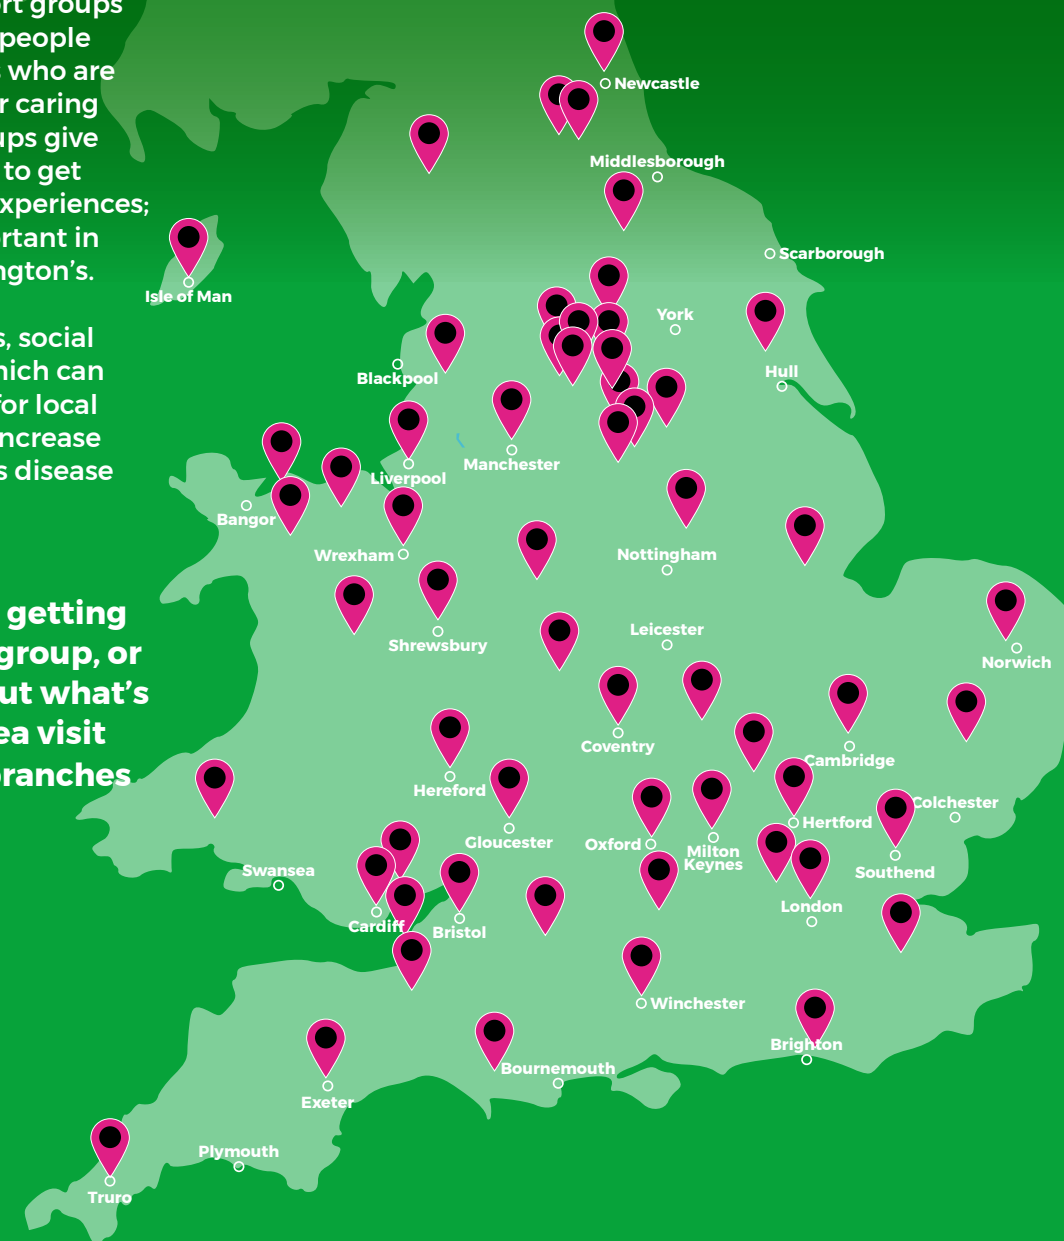 rt groups
people
s who are
r caring
ups give
to get
xperiences;
rtant in
ngton's.
s, social
hich can
for local
ncrease
s disease
getting
group, or
ut what's
ea visit
branches
Newcastle
Middlesborough
Scarborough
Isle of Man
York
Blackpool
Hull
Manchester
Liverpool
Bangor
Wrexham
Nottingham
Shrewsbury
Leicester
Norwich
Coventry
Cambridge
Hereford
Colchester
Hertford
Gloucester
Oxford
Milton
Keynes
Swansea
Southend
London
Cardiff
Bristol
Winchester
Brighton
Bournemouth
Exeter
Plymouth
Truro